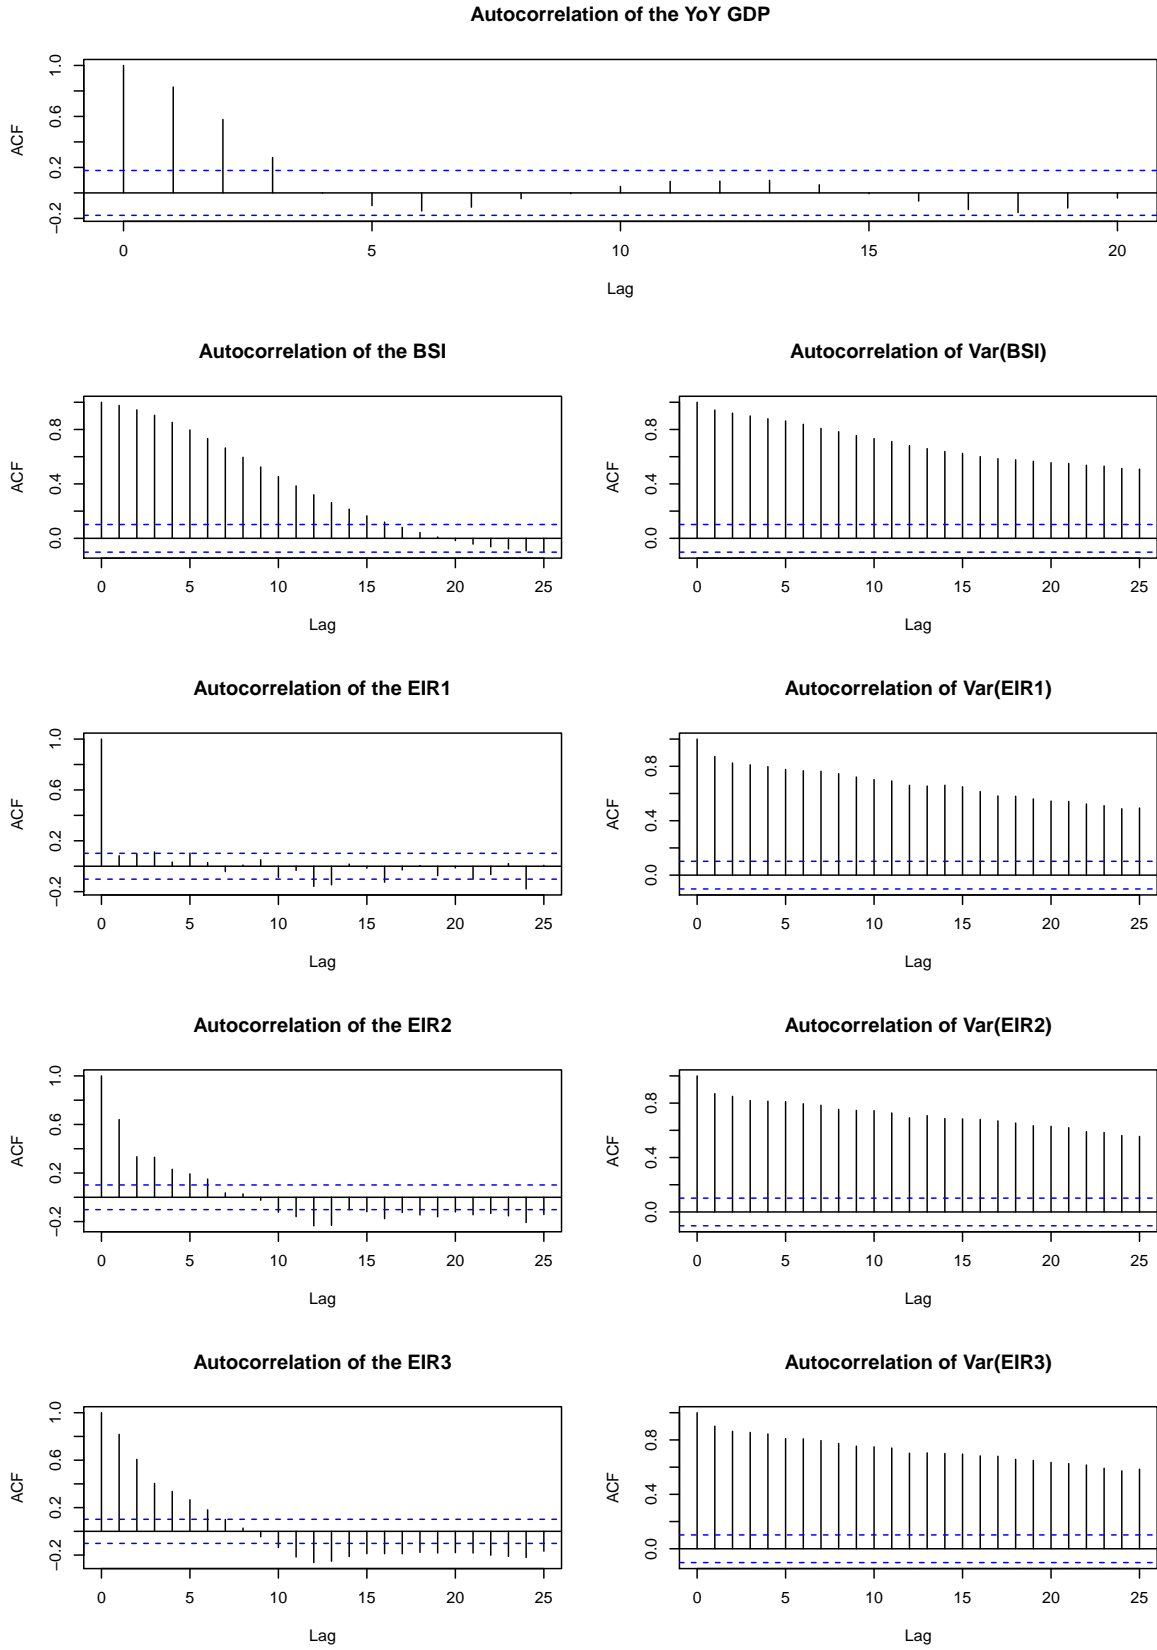 Autocorrelation of the YoY GDP
ACF
1.0
0.6
0.2
−0.2
0 5 10 15 20
Lag
Autocorrelation of the BSI
ACF
0.8
0.4
0.0
0 5 10 15 20 25
Lag
Autocorrelation of Var(BSI)
ACF
0.8
0.4
0.0
0 5 10 15 20 25
Lag
Autocorrelation of the EIR1
ACF
1.0
0.6
0.2
−0.2
0 5 10 15 20 25
Lag
Autocorrelation of Var(EIR1)
ACF
0.8
0.4
0.0
0 5 10 15 20 25
Lag
Autocorrelation of the EIR2
ACF
1.0
0.6
0.2
−0.2
0 5 10 15 20 25
Lag
Autocorrelation of Var(EIR2)
ACF
0.8
0.4
0.0
0 5 10 15 20 25
Lag
Autocorrelation of the EIR3
ACF
1.0
0.6
0.2
−0.2
0 5 10 15 20 25
Lag
Autocorrelation of Var(EIR3)
ACF
0.8
0.4
0.0
0 5 10 15 20 25
Lag